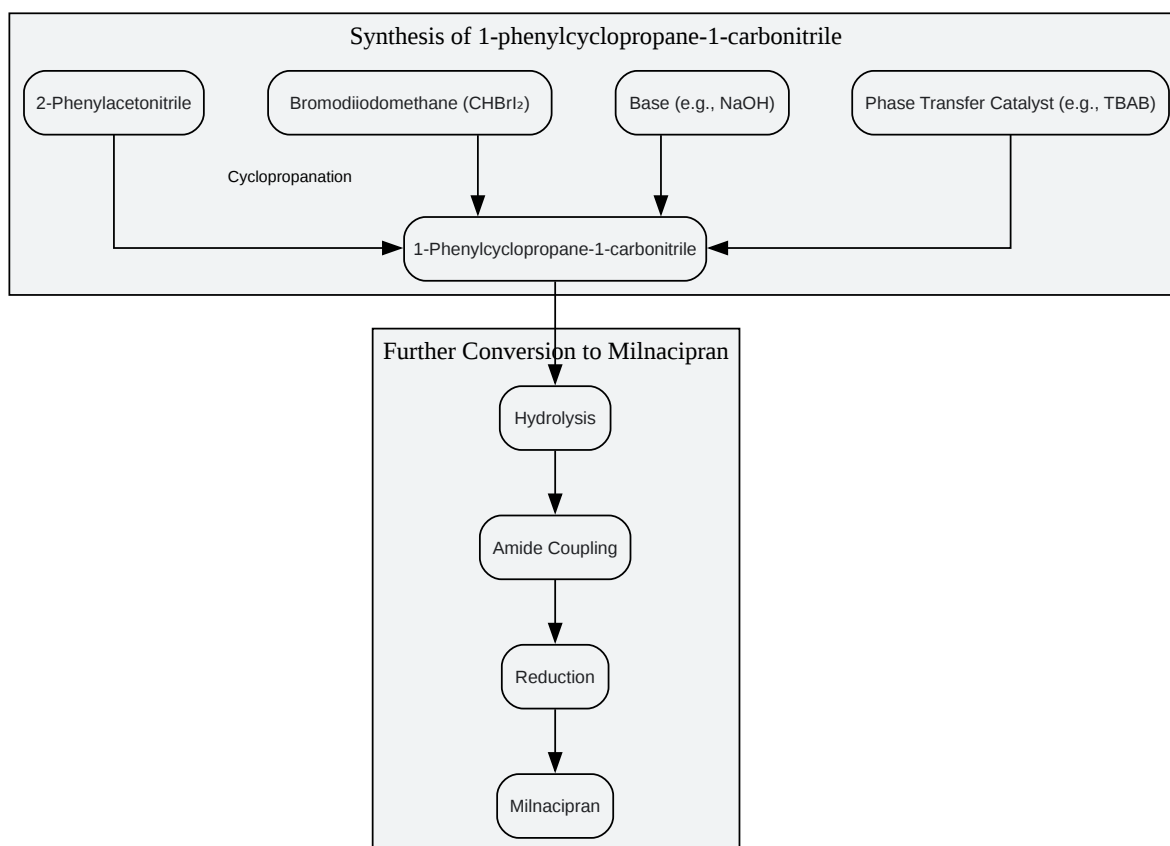 Synthesis of 1-phenylcyclopropane-1-carbonitrile
2-Phenylacetonitrile
Bromodiiodomethane (CHBrI₂)
Base (e.g., NaOH)
Phase Transfer Catalyst (e.g., TBAB)
Cyclopropanation
1-Phenylcyclopropane-1-carbonitrile
Further Conversion to Milnacipran
Hydrolysis
Amide Coupling
Reduction
Milnacipran